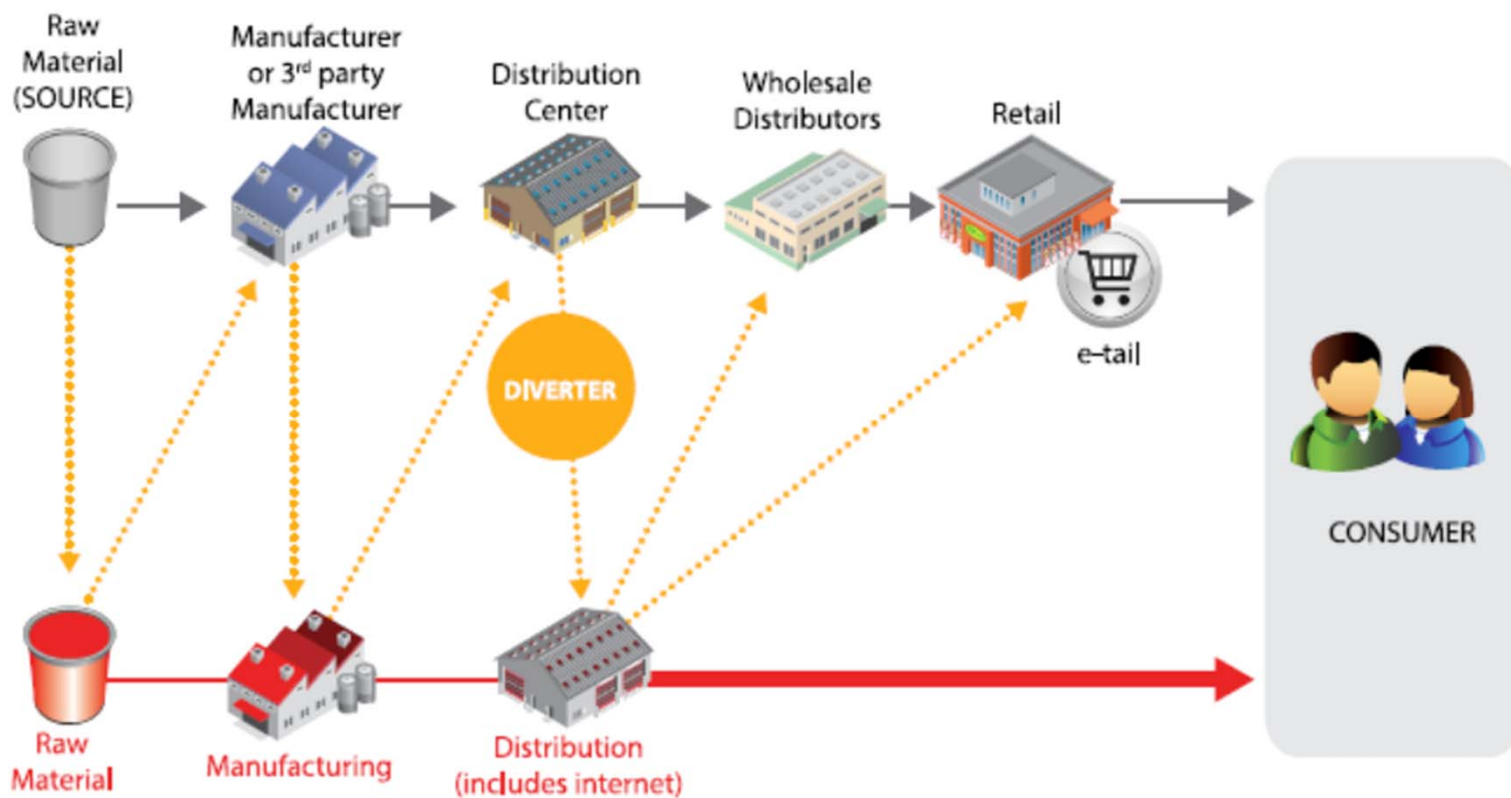 Raw
Material
(SOURCE)
Manufacturer
or 3rd party
Manufacturer
Distribution
Center
Wholesale
Distributors
Retail
e-tail
DIVERTER
CONSUMER
Raw
Material
Manufacturing
Distribution
(includes internet)